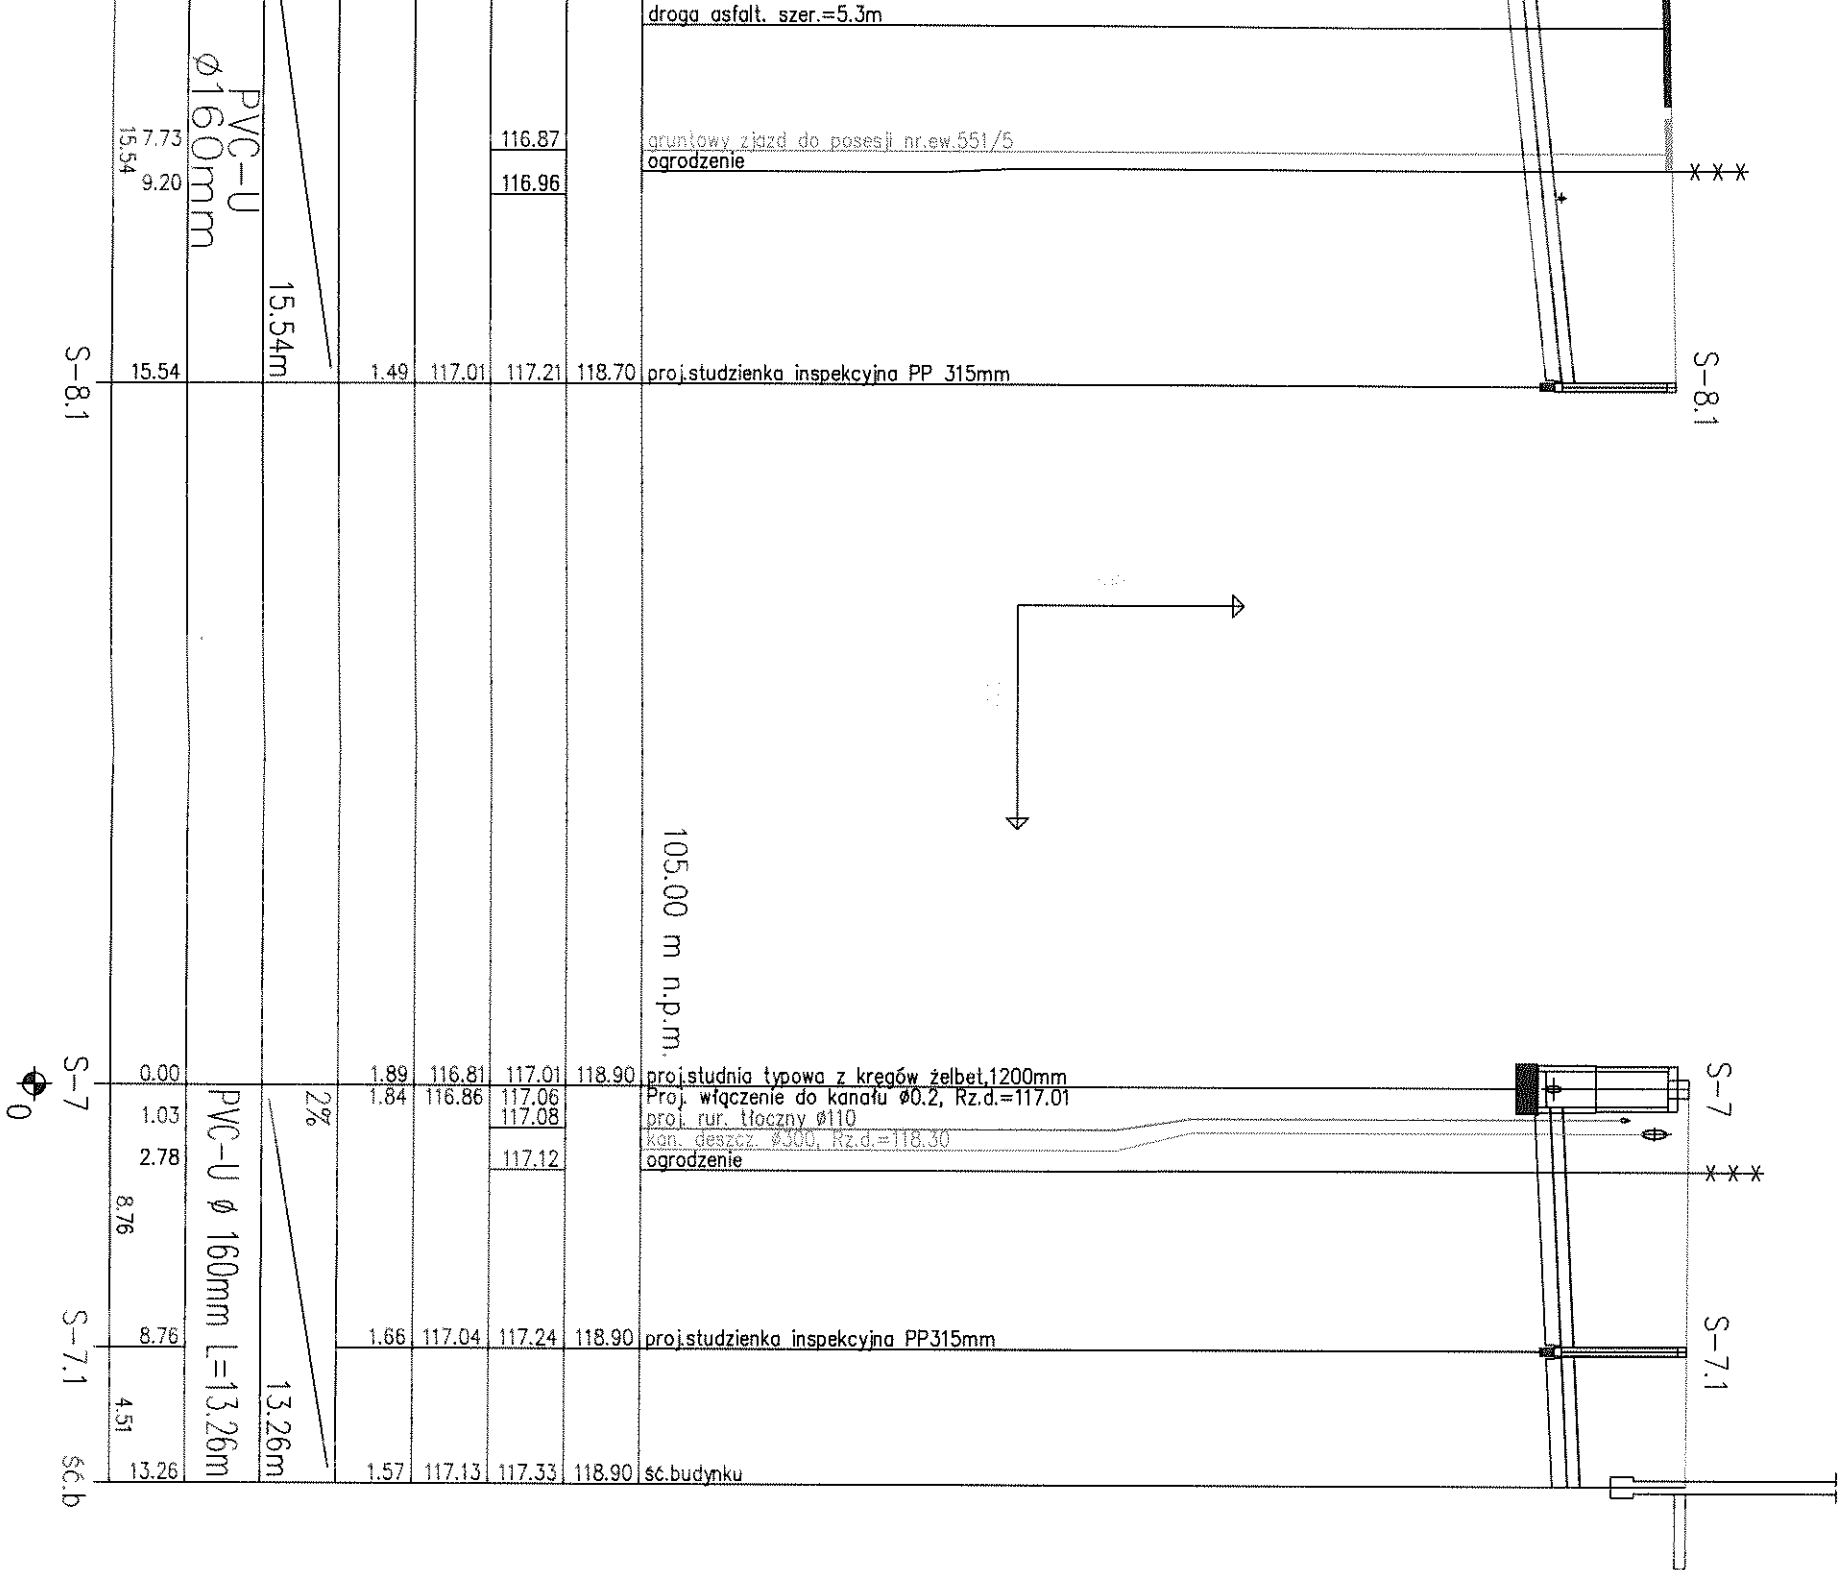 droga asfalt. szer.=5.3m
PVC-U
ø160mm
15.54
7.73
116.87
gruntowy zjazd do posesji nr.ew.551/5
ogrodzenie
9.20
116.96
15.54m
S-8.1
15.54
1.49 117.01 117.21 118.70 proj.studzienka inspekcyjna PP 315mm
S-8.1
105.00 m n.p.m.
S-7
0
0.00
1.89 116.81 117.01 118.90 proj.studnia typowa z kręgów żelbet,1200mm
S-7
1.84 116.86 117.06 Proj. włączenie do kanału ø0.2, Rz.d.=117.01
1.03
117.08 proj. rur. tłoczny ø110
kan. deszcz. ø300, Rz.d.=118.30
2.78
117.12 ogrodzenie
2%
PVC-U ø 160mm L=13.26m
8.76
S-7.1
8.76
1.66 117.04 117.24 118.90 proj.studzienka inspekcyjna PP315mm
S-7.1
4.51
13.26m
śc.b
13.26
1.57 117.13 117.33 118.90 śc.budynku